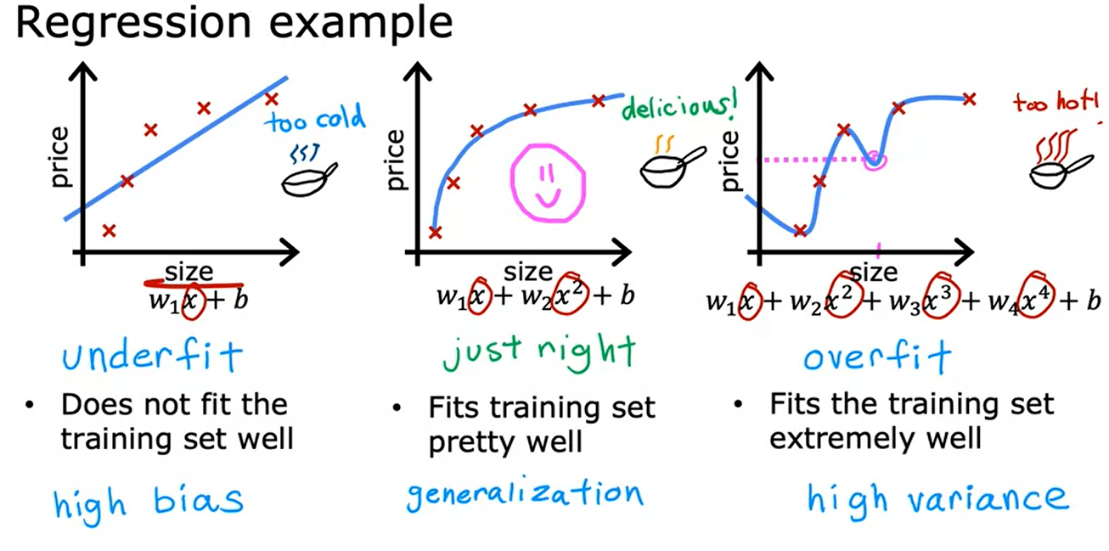 Regression example
price
too cold
size
w₁x + b
underfit
• Does not fit the
training set well
high bias
price
delicious!
size
w₁x + w₂x² + b
just right
• Fits training set
pretty well
generalization
price
too hot!
size
w₁x + w₂x² + w₃x³ + w₄x⁴ + b
overfit
• Fits the training set
extremely well
high variance